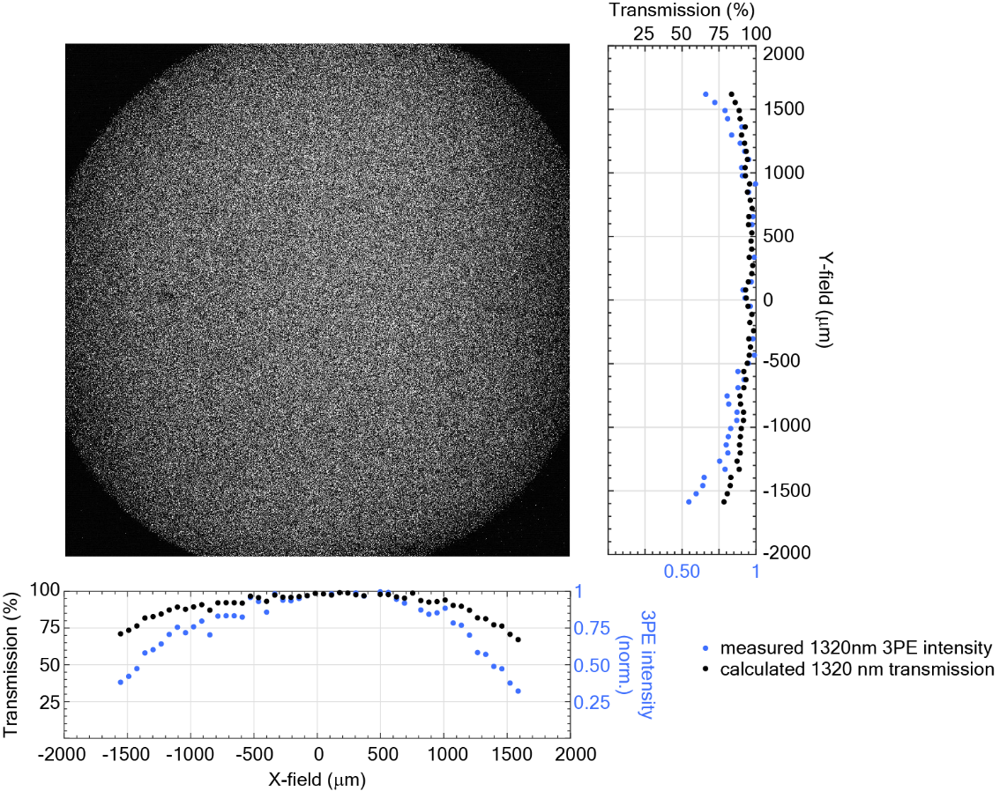 Transmission (%)
25 50 75 100
2000
1500
1000
500
0
-500
-1000
-1500
-2000
Y-field (μm)
0.50 1
100
75
50
25
Transmission (%)
1
0.75
0.50
0.25
3PE intensity
(norm.)
-2000 -1500 -1000 -500 0 500 1000 1500 2000
X-field (μm)
measured 1320nm 3PE intensity
calculated 1320 nm transmission